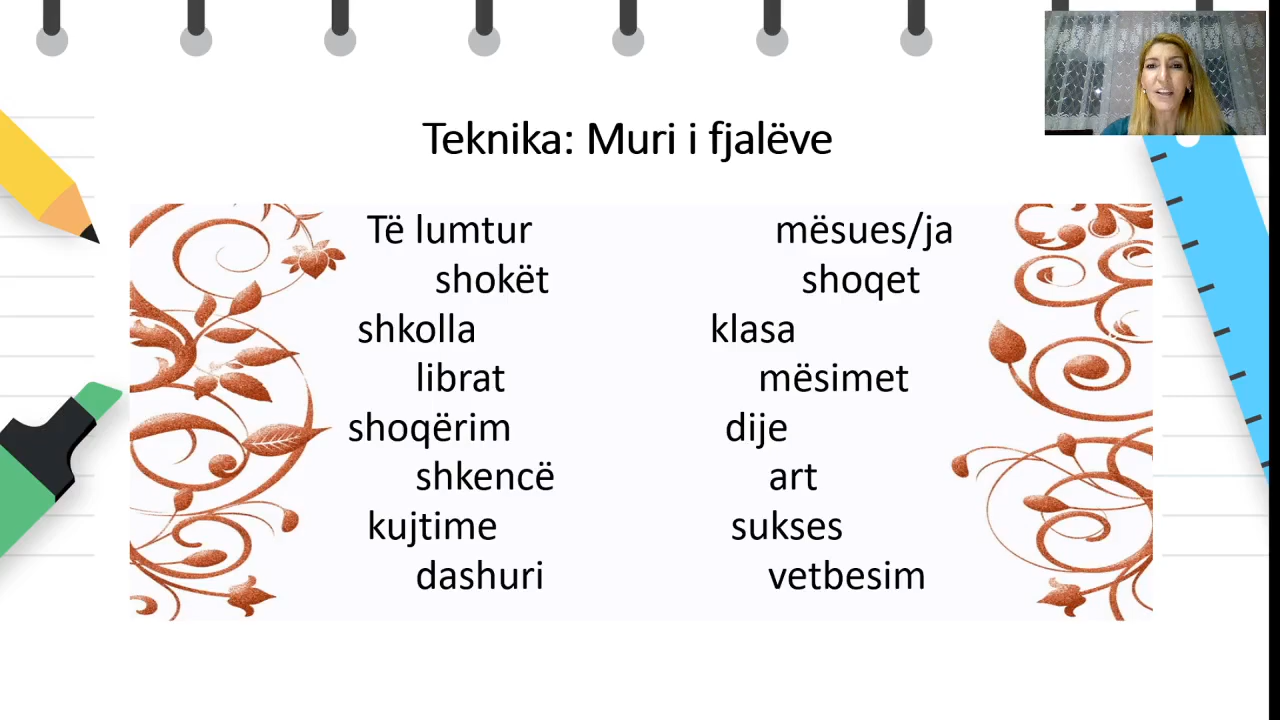 Teknika: Muri i fjalëve
Të lumtur mësues/ja
shokët shoqet
shkolla klasa
librat mësimet
shoqërim dije
shkencë art
kujtime sukses
dashuri vetbesim